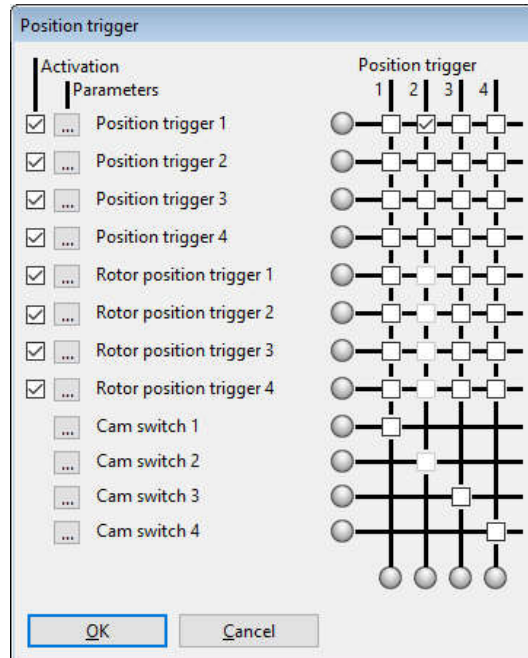 Position trigger
Activation
Parameters
Position trigger
1 2 3 4
... Position trigger 1
... Position trigger 2
... Position trigger 3
... Position trigger 4
... Rotor position trigger 1
... Rotor position trigger 2
... Rotor position trigger 3
... Rotor position trigger 4
... Cam switch 1
... Cam switch 2
... Cam switch 3
... Cam switch 4
OK Cancel